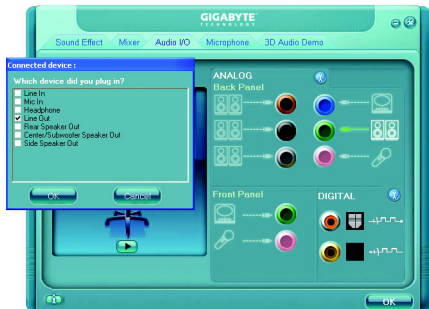 GIGABYTE
TECHNOLOGY
Sound Effect
Mixer
Audio I/O
Microphone
3D Audio Demo
Connected device :
Which device did you plug in?
Line In
Mic In
Headphone
Line Out
Rear Speaker Out
Center/Subwoofer Speaker Out
Side Speaker Out
OK
Cancel
ANALOG
Back Panel
Front Panel
DIGITAL
OK